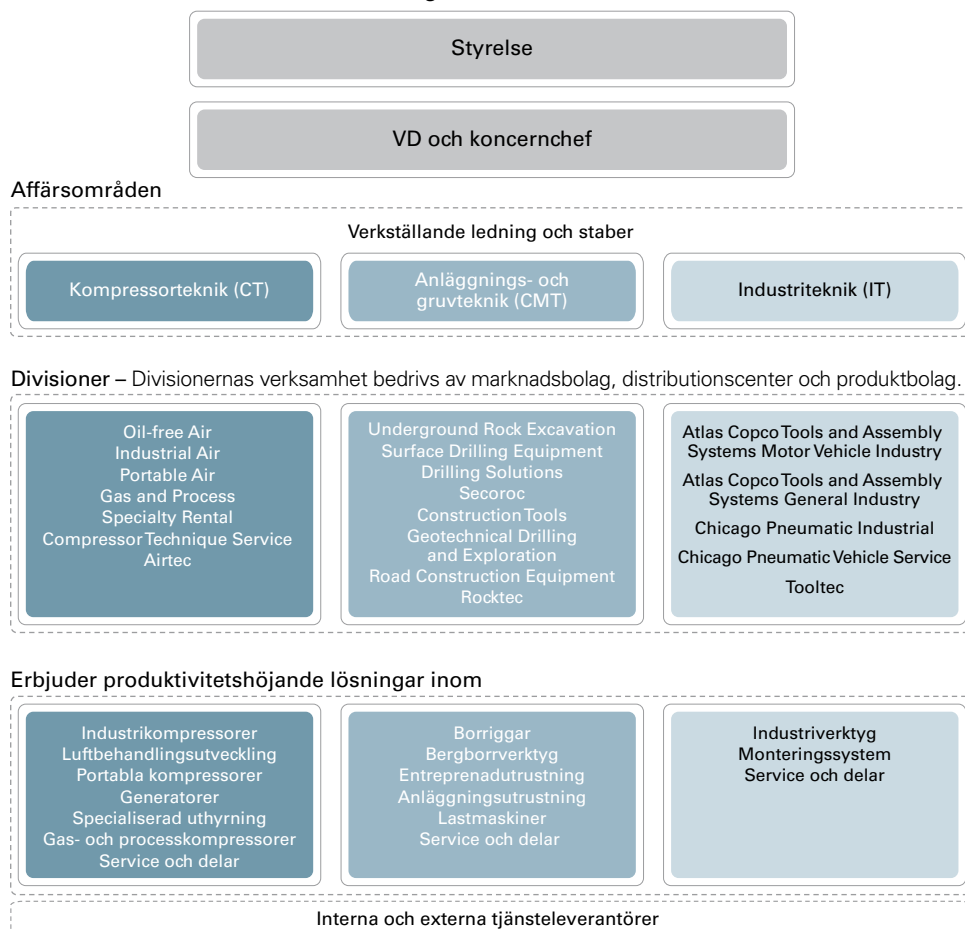 Styrelse
VD och koncernchef
Affärsområden
Verkställande ledning och staber
Kompressorteknik (CT)
Anläggnings- och
gruvteknik (CMT)
Industriteknik (IT)
Divisioner – Divisionernas verksamhet bedrivs av marknadsbolag, distributionscenter och produktbolag.
Oil-free Air
Industrial Air
Portable Air
Gas and Process
Specialty Rental
Compressor Technique Service
Airtec
Underground Rock Excavation
Surface Drilling Equipment
Drilling Solutions
Secoroc
Construction Tools
Geotechnical Drilling
and Exploration
Road Construction Equipment
Rocktec
Atlas Copco Tools and Assembly
Systems Motor Vehicle Industry
Atlas Copco Tools and Assembly
Systems General Industry
Chicago Pneumatic Industrial
Chicago Pneumatic Vehicle Service
Tooltec
Erbjuder produktivitetshöjande lösningar inom
Industrikompressorer
Luftbehandlingsutveckling
Portabla kompressorer
Generatorer
Specialiserad uthyrning
Gas- och processkompressorer
Service och delar
Borriggar
Bergborrverktyg
Entreprenadutrustning
Anläggningsutrustning
Lastmaskiner
Service och delar
Industriverktyg
Monteringssystem
Service och delar
Interna och externa tjänsteleverantörer